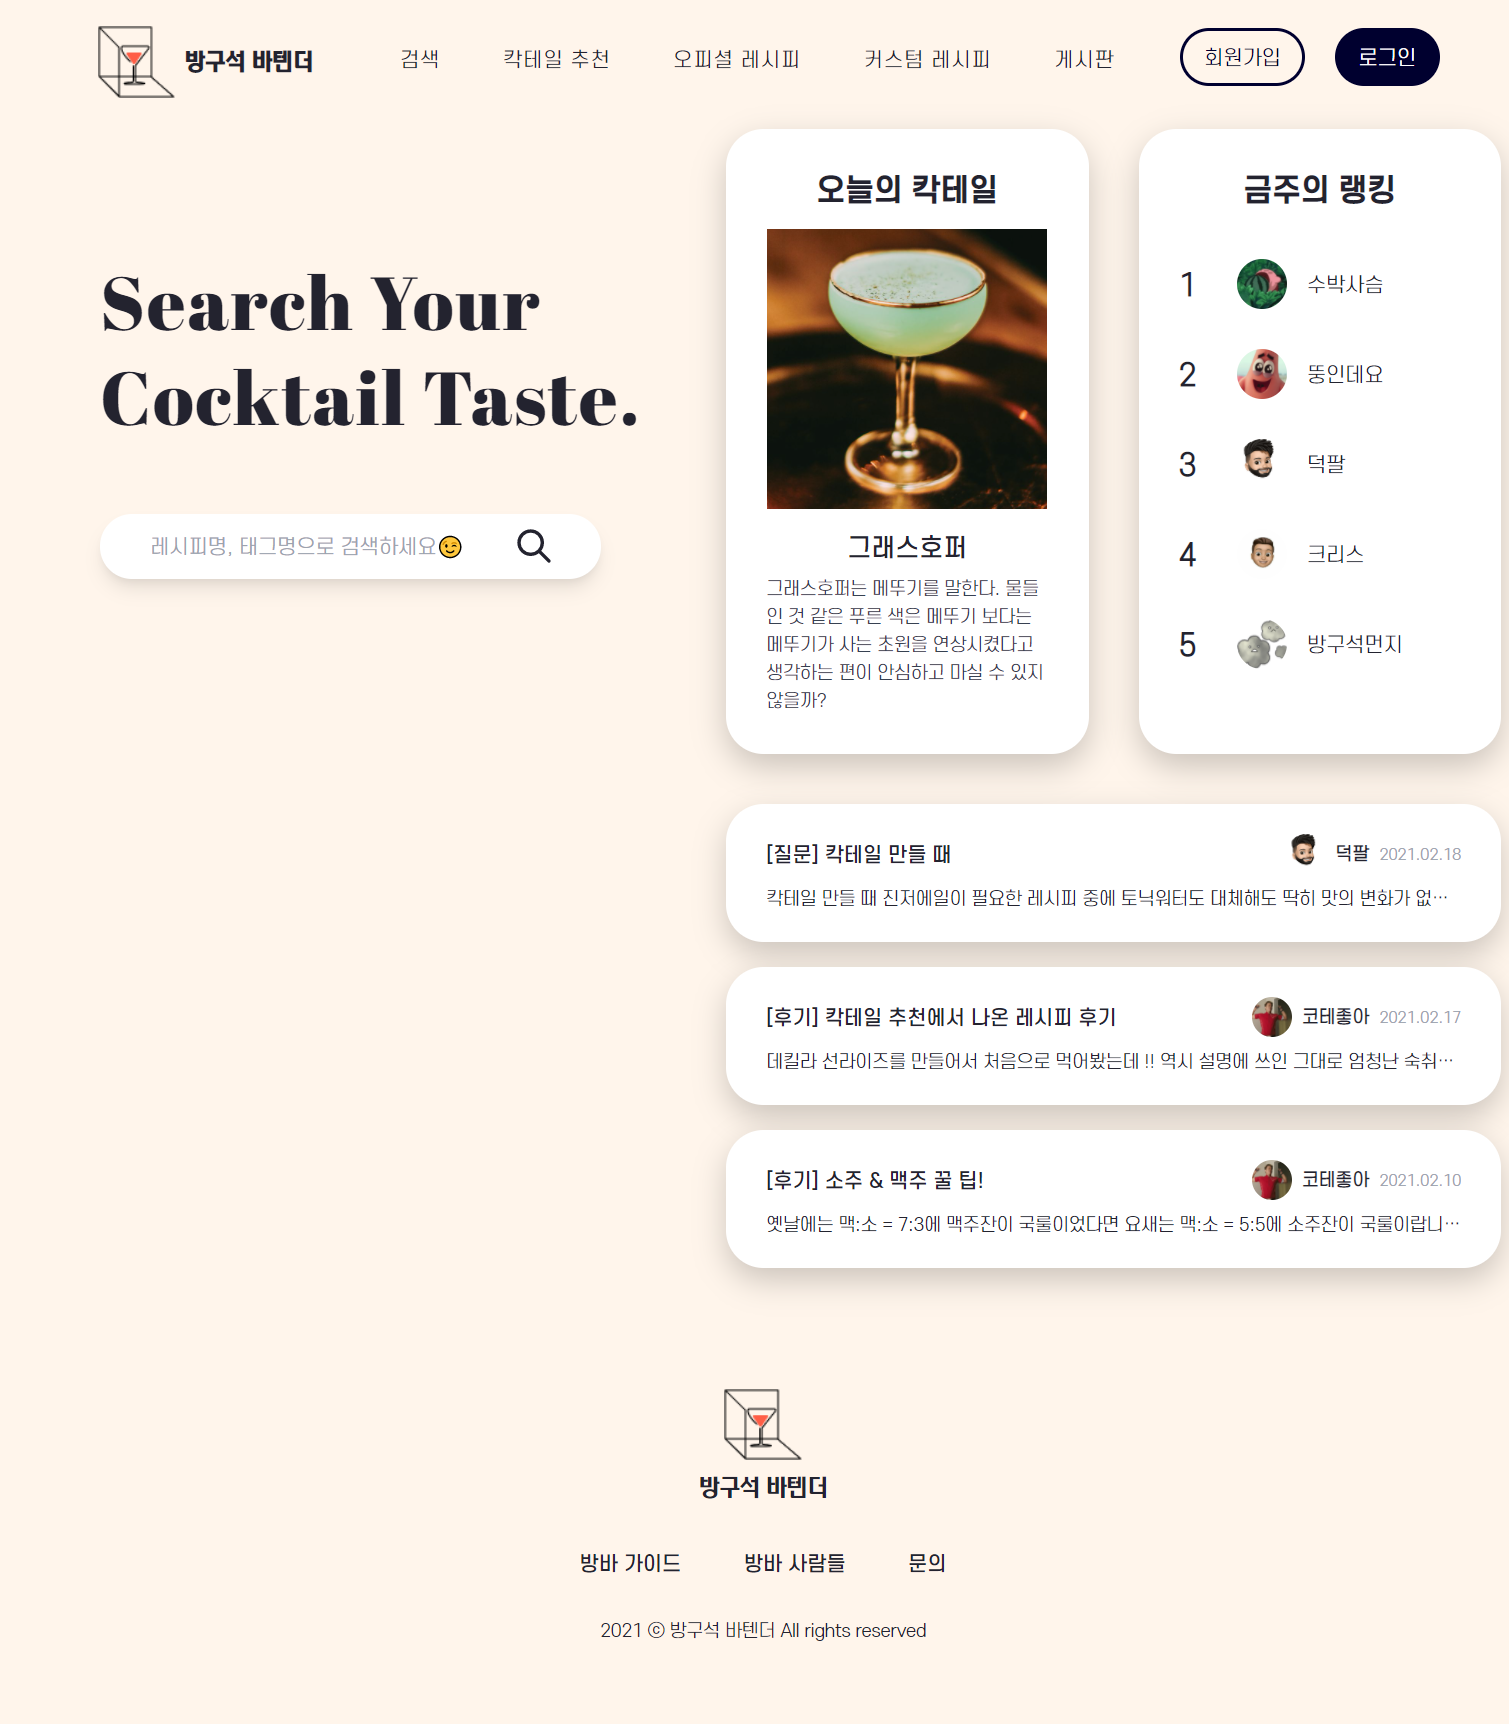 방구석 바텐더
검색
칵테일 추천
오피셜 레시피
커스텀 레시피
게시판
회원가입
로그인
Search Your
Cocktail Taste.
레시피명, 태그명으로 검색하세요😉
오늘의 칵테일
그래스호퍼
그래스호퍼는 메뚜기를 말한다. 물들
인 것 같은 푸른 색은 메뚜기 보다는
메뚜기가 사는 초원을 연상시켰다고
생각하는 편이 안심하고 마실 수 있지
않을까?
금주의 랭킹
1 수박사슴
2 뚱인데요
3 덕팔
4 크리스
5 방구석먼지
[질문] 칵테일 만들 때 덕팔 2021.02.18
칵테일 만들 때 진저에일이 필요한 레시피 중에 토닉워터도 대체해도 딱히 맛의 변화가 없…
[후기] 칵테일 추천에서 나온 레시피 후기 코테좋아 2021.02.17
데킬라 선라이즈를 만들어서 처음으로 먹어봤는데 !! 역시 설명에 쓰인 그대로 엄청난 숙취…
[후기] 소주 & 맥주 꿀 팁! 코테좋아 2021.02.10
옛날에는 맥:소 = 7:3에 맥주잔이 국룰이었다면 요새는 맥:소 = 5:5에 소주잔이 국룰이랍니…
방구석 바텐더
방바 가이드
방바 사람들
문의
2021 ⓒ 방구석 바텐더 All rights reserved